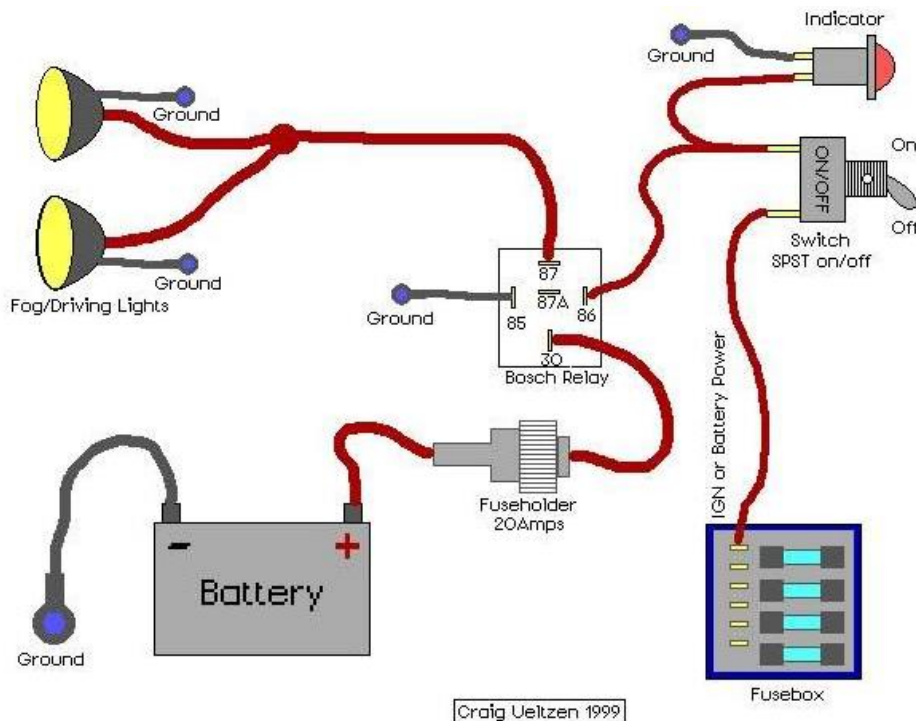 Indicator
Ground
Ground
On
ON/OFF
Off
Switch
SPST on/off
Ground
Fog/Driving Lights
87
87A
85
86
30
Ground
Bosch Relay
IGN or Battery Power
Fuseholder
20Amps
- +
Battery
Ground
Fusebox
Craig Ueltzen 1999